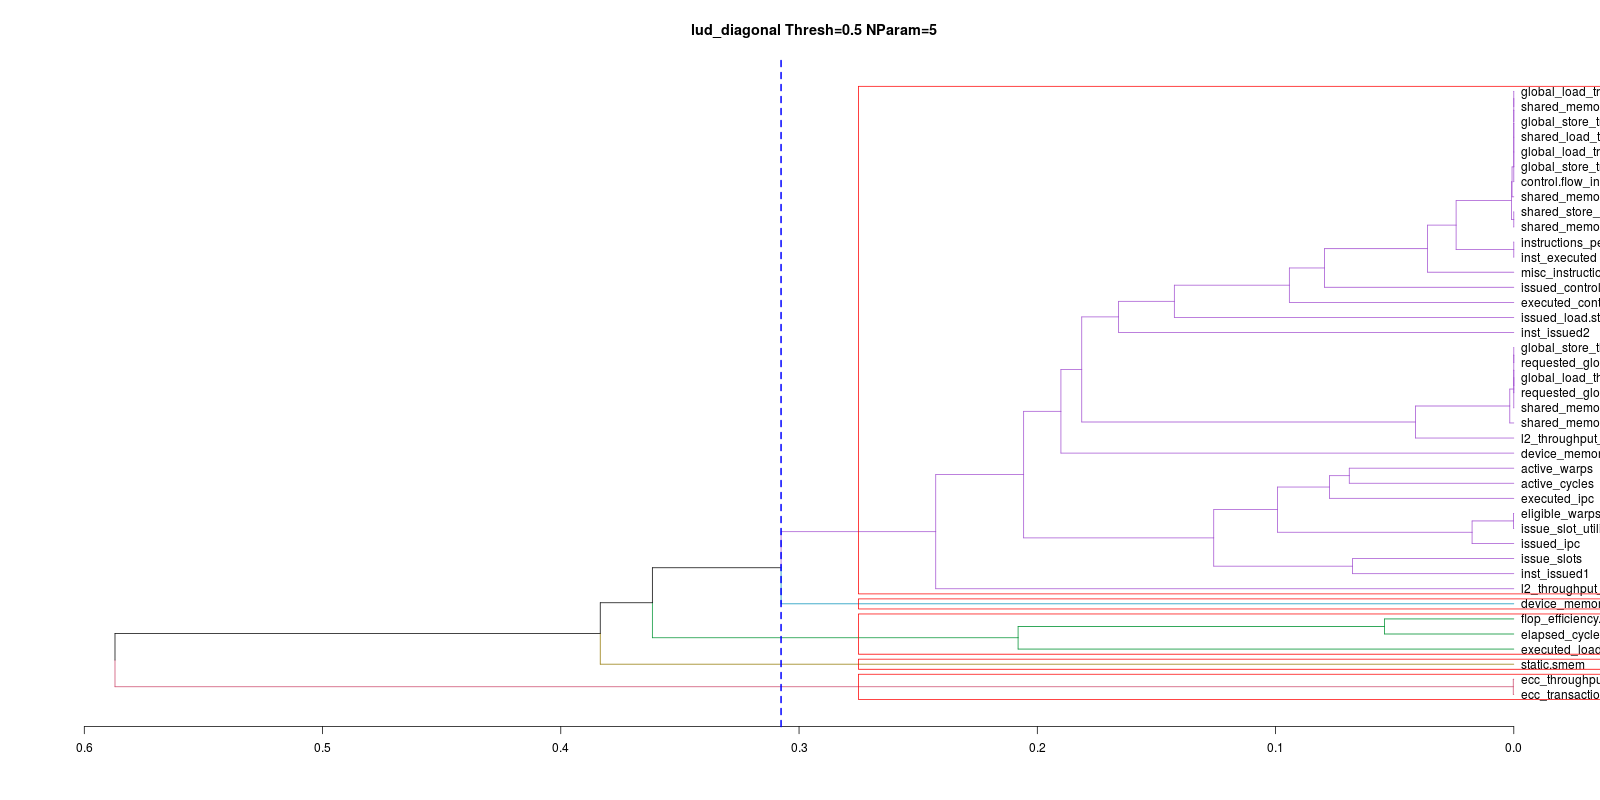 lud_diagonal Thresh=0.5 NParam=5
global_load_tr
shared_memo
global_store_t
shared_load_t
global_load_tr
global_store_t
control.flow_in
shared_memo
shared_store_
shared_memo
instructions_pe
inst_executed
misc_instructio
issued_control
executed_cont
issued_load.st
inst_issued2
global_store_t
requested_glo
global_load_th
requested_glo
shared_memo
shared_memo
l2_throughput_
device_memor
active_warps
active_cycles
executed_ipc
eligible_warps
issue_slot_utili
issued_ipc
issue_slots
inst_issued1
l2_throughput_
device_memor
flop_efficiency.
elapsed_cycle
executed_load
static.smem
ecc_throughpu
ecc_transactio
0.6 0.5 0.4 0.3 0.2 0.1 0.0